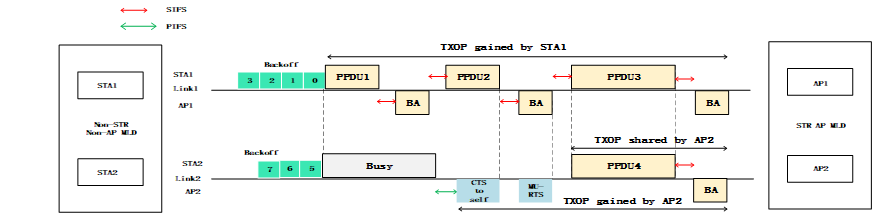 SIFS
PIFS
TXOP gained by STA1
Backoff
STA1
3 2 1 0
PPDU1
PPDU2
PPDU3
Link1
AP1
BA
BA
BA
STA1
Non-STR
Non-AP MLD
STA2
AP1
STR AP MLD
AP2
TXOP shared by AP2
Backoff
STA2
7 6 5
Busy
PPDU4
Link2
AP2
CTS
to
self
MU-
RTS
BA
TXOP gained by AP2